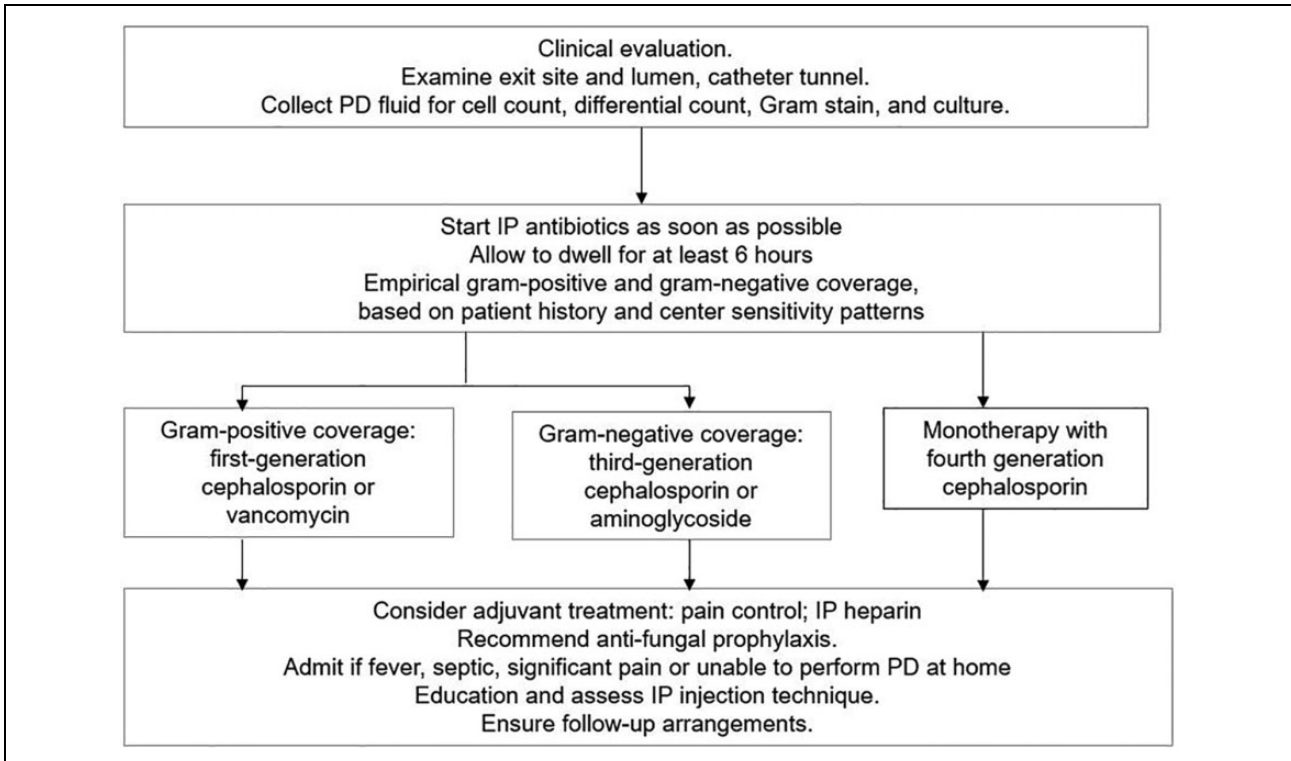 Clinical evaluation.
Examine exit site and lumen, catheter tunnel.
Collect PD fluid for cell count, differential count, Gram stain, and culture.
Start IP antibiotics as soon as possible
Allow to dwell for at least 6 hours
Empirical gram-positive and gram-negative coverage,
based on patient history and center sensitivity patterns
Gram-positive coverage:
first-generation
cephalosporin or
vancomycin
Gram-negative coverage:
third-generation
cephalosporin or
aminoglycoside
Monotherapy with
fourth generation
cephalosporin
Consider adjuvant treatment: pain control; IP heparin
Recommend anti-fungal prophylaxis.
Admit if fever, septic, significant pain or unable to perform PD at home
Education and assess IP injection technique.
Ensure follow-up arrangements.